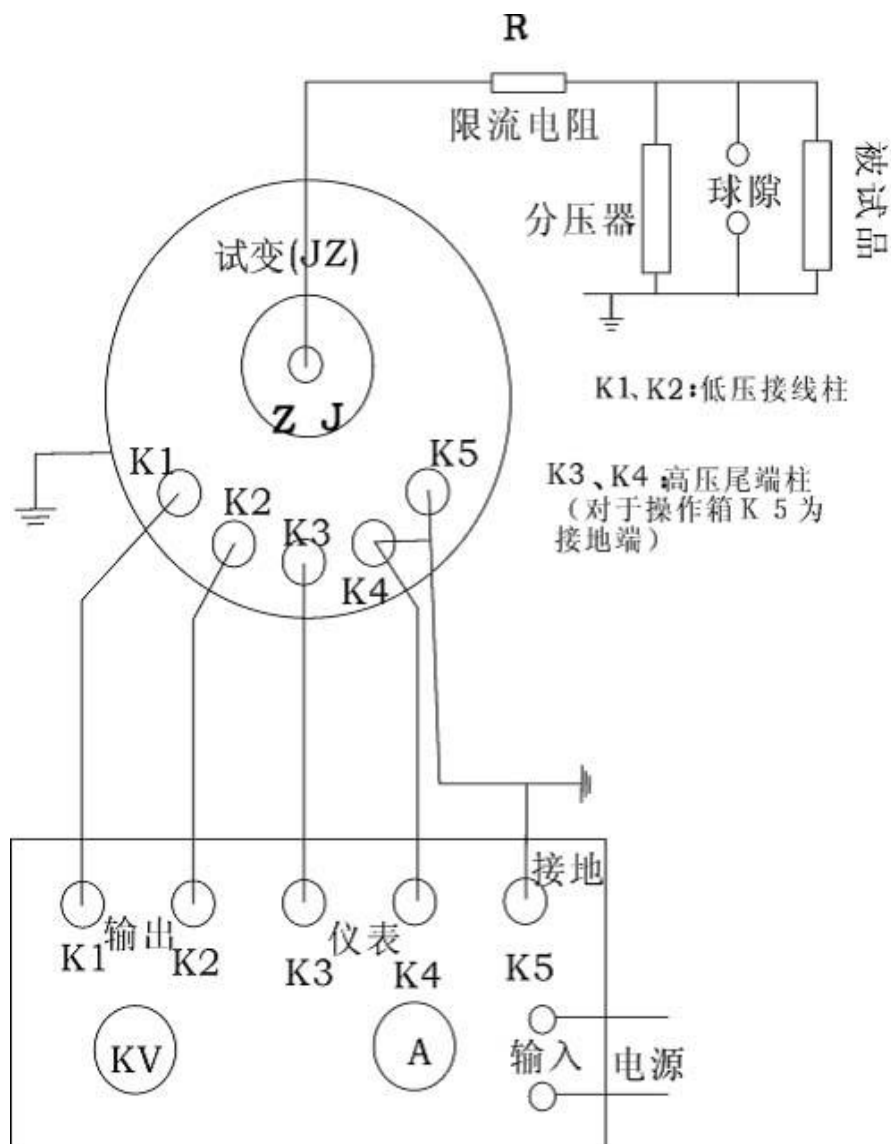 R
限流电阻
分压器
球隙
被试品
试变(JZ)
Z J
K1、K2:低压接线柱
K1
K2
K3
K4
K5
K3、K4:高压尾端柱
(对于操作箱K 5为
接地端)
接地
K1
输出
K2
K3
仪表
K4
K5
KV
A
输入
电源